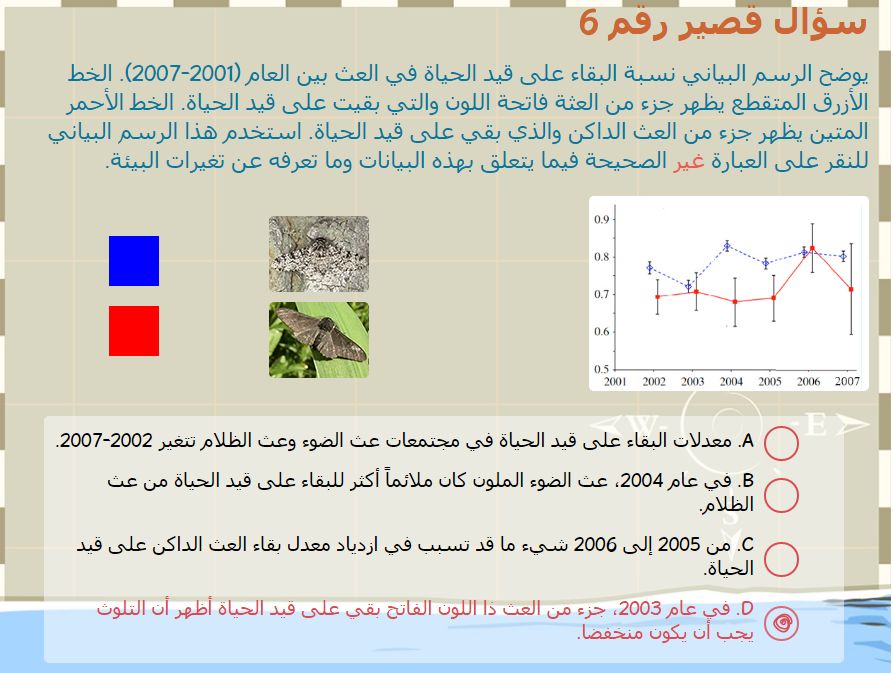 سؤال قصير رقم 6
يوضح الرسم البياني نسبة البقاء على قيد الحياة في العث بين العام (2001-2007). الخط
الأزرق المتقطع يظهر جزء من العثة فاتحة اللون والتي بقيت على قيد الحياة. الخط الأحمر
المتين يظهر جزء من العث الداكن والذي بقي على قيد الحياة. استخدم هذا الرسم البياني
للنقر على العبارة غير الصحيحة فيما يتعلق بهذه البيانات وما تعرفه عن تغيرات البيئة.
0.9
0.8
0.7
0.6
0.5
2001 2002 2003 2004 2005 2006 2007
W E
S
A. معدلات البقاء على قيد الحياة في مجتمعات عث الضوء وعث الظلام تتغير 2002-2007.
B. في عام 2004، عث الضوء الملون كان ملائماً أكثر للبقاء على قيد الحياة من عث
الظلام.
C. من 2005 إلى 2006 شيء ما قد تسبب في ازدياد معدل بقاء العث الداكن على قيد
الحياة.
D. في عام 2003، جزء من العث ذا اللون الفاتح بقي على قيد الحياة أظهر أن التلوث
يجب أن يكون منخفضا.